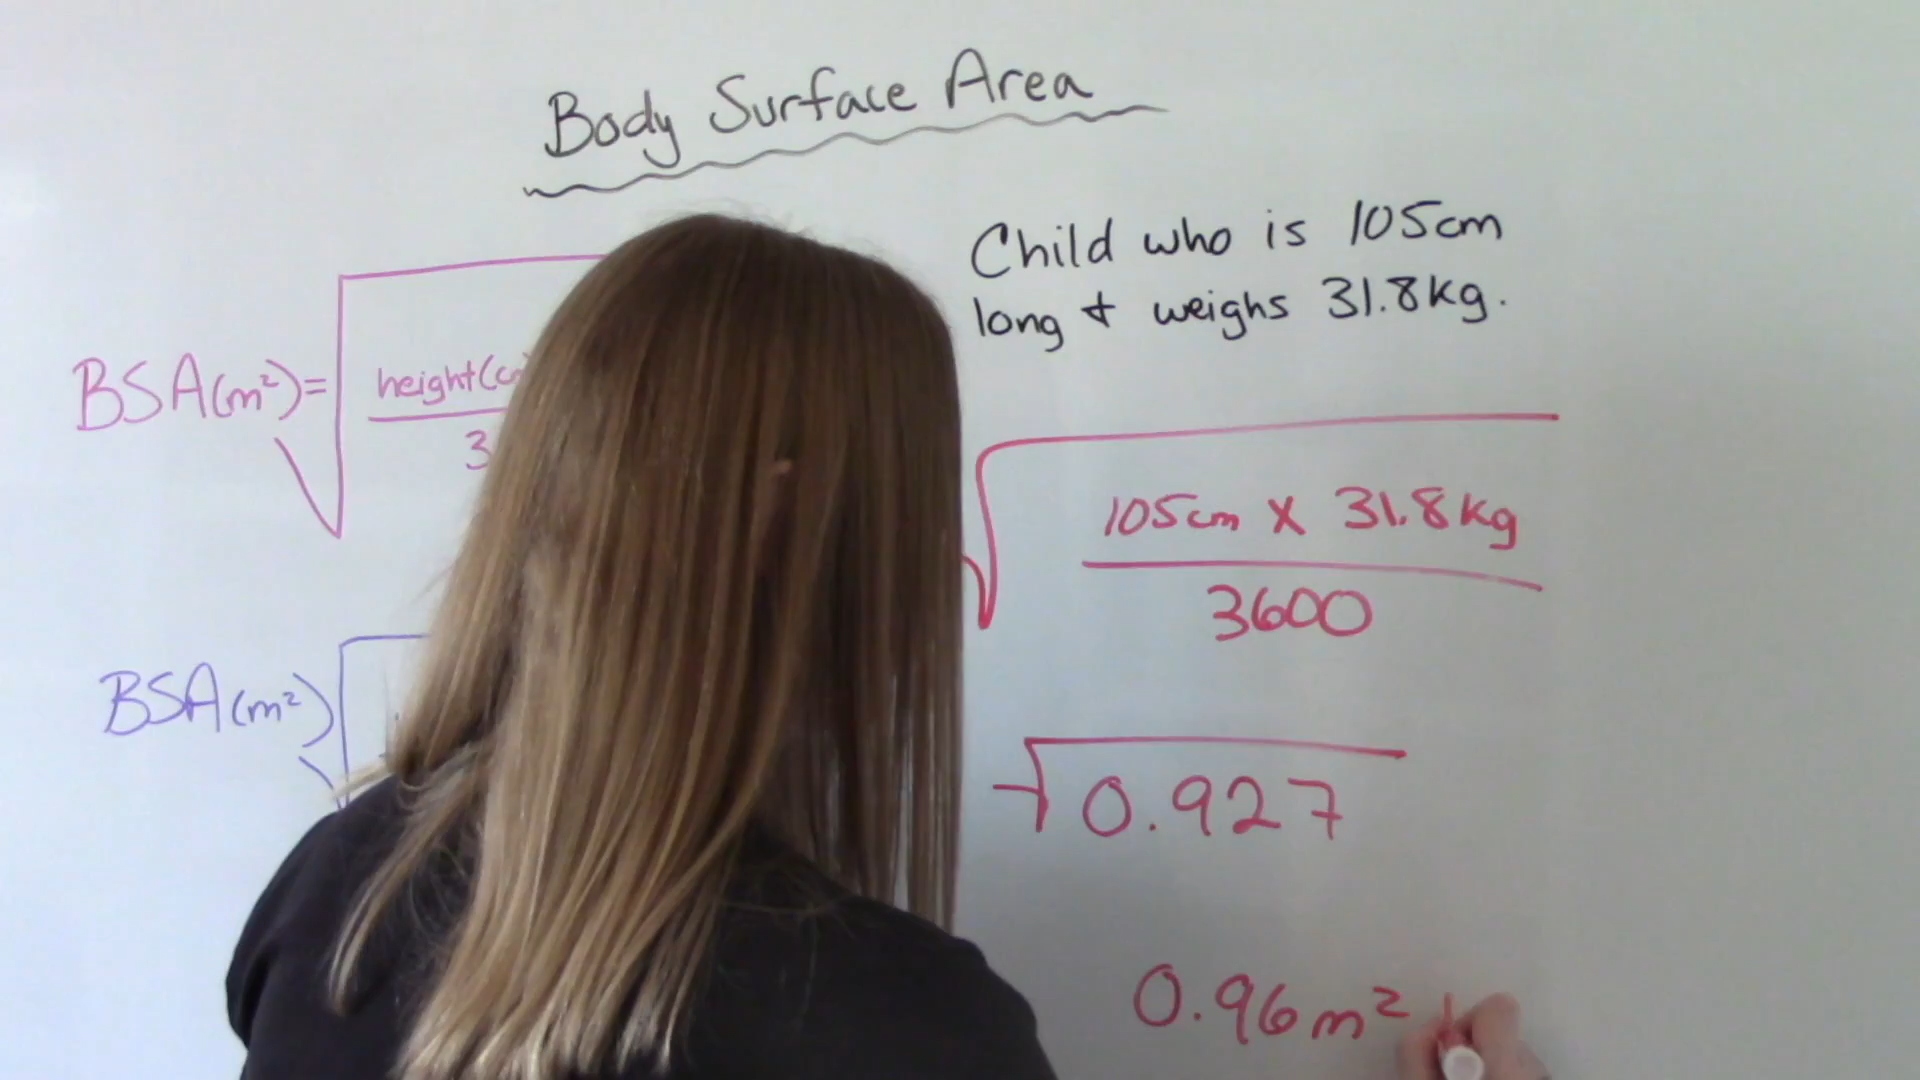 Body Surface Area
Child who is 105cm
long & weighs 31.8kg.
BSA(m²)=
height(cm)
3
BSA(m²)
105cm x 31.8kg
3600
√0.927
0.96m²